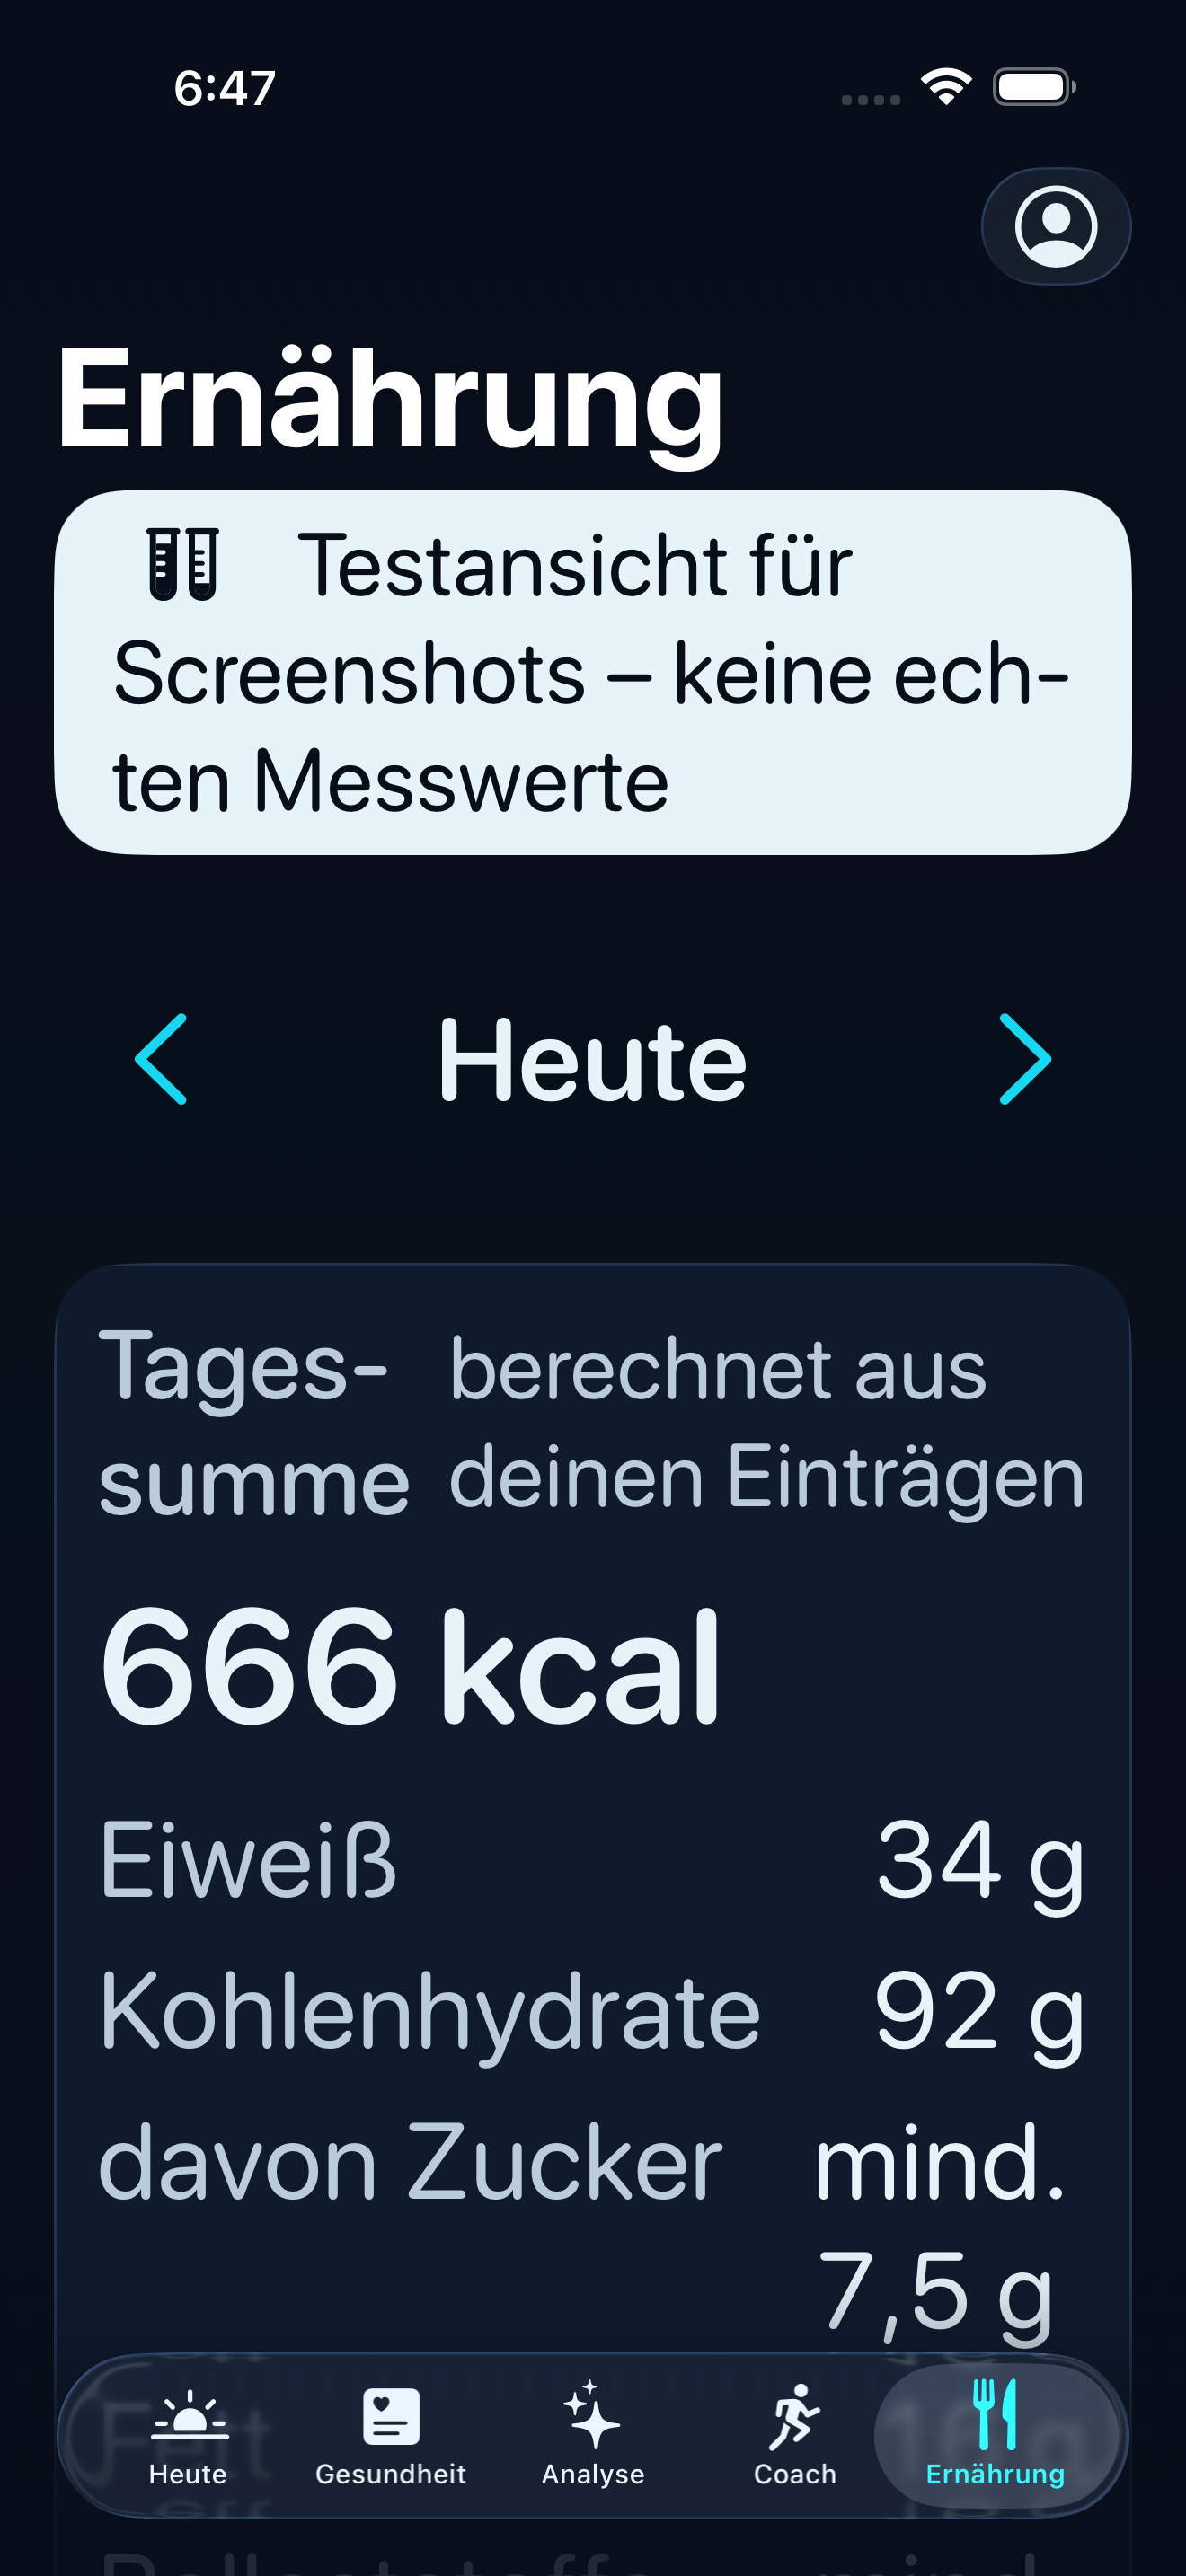 6:47
Ernährung
Testansicht für
Screenshots – keine ech-
ten Messwerte
Heute
Tages-
summe
berechnet aus
deinen Einträgen
666 kcal
Eiweiß 34 g
Kohlenhydrate 92 g
davon Zucker mind.
7,5 g
Heute
Gesundheit
Analyse
Coach
Ernährung